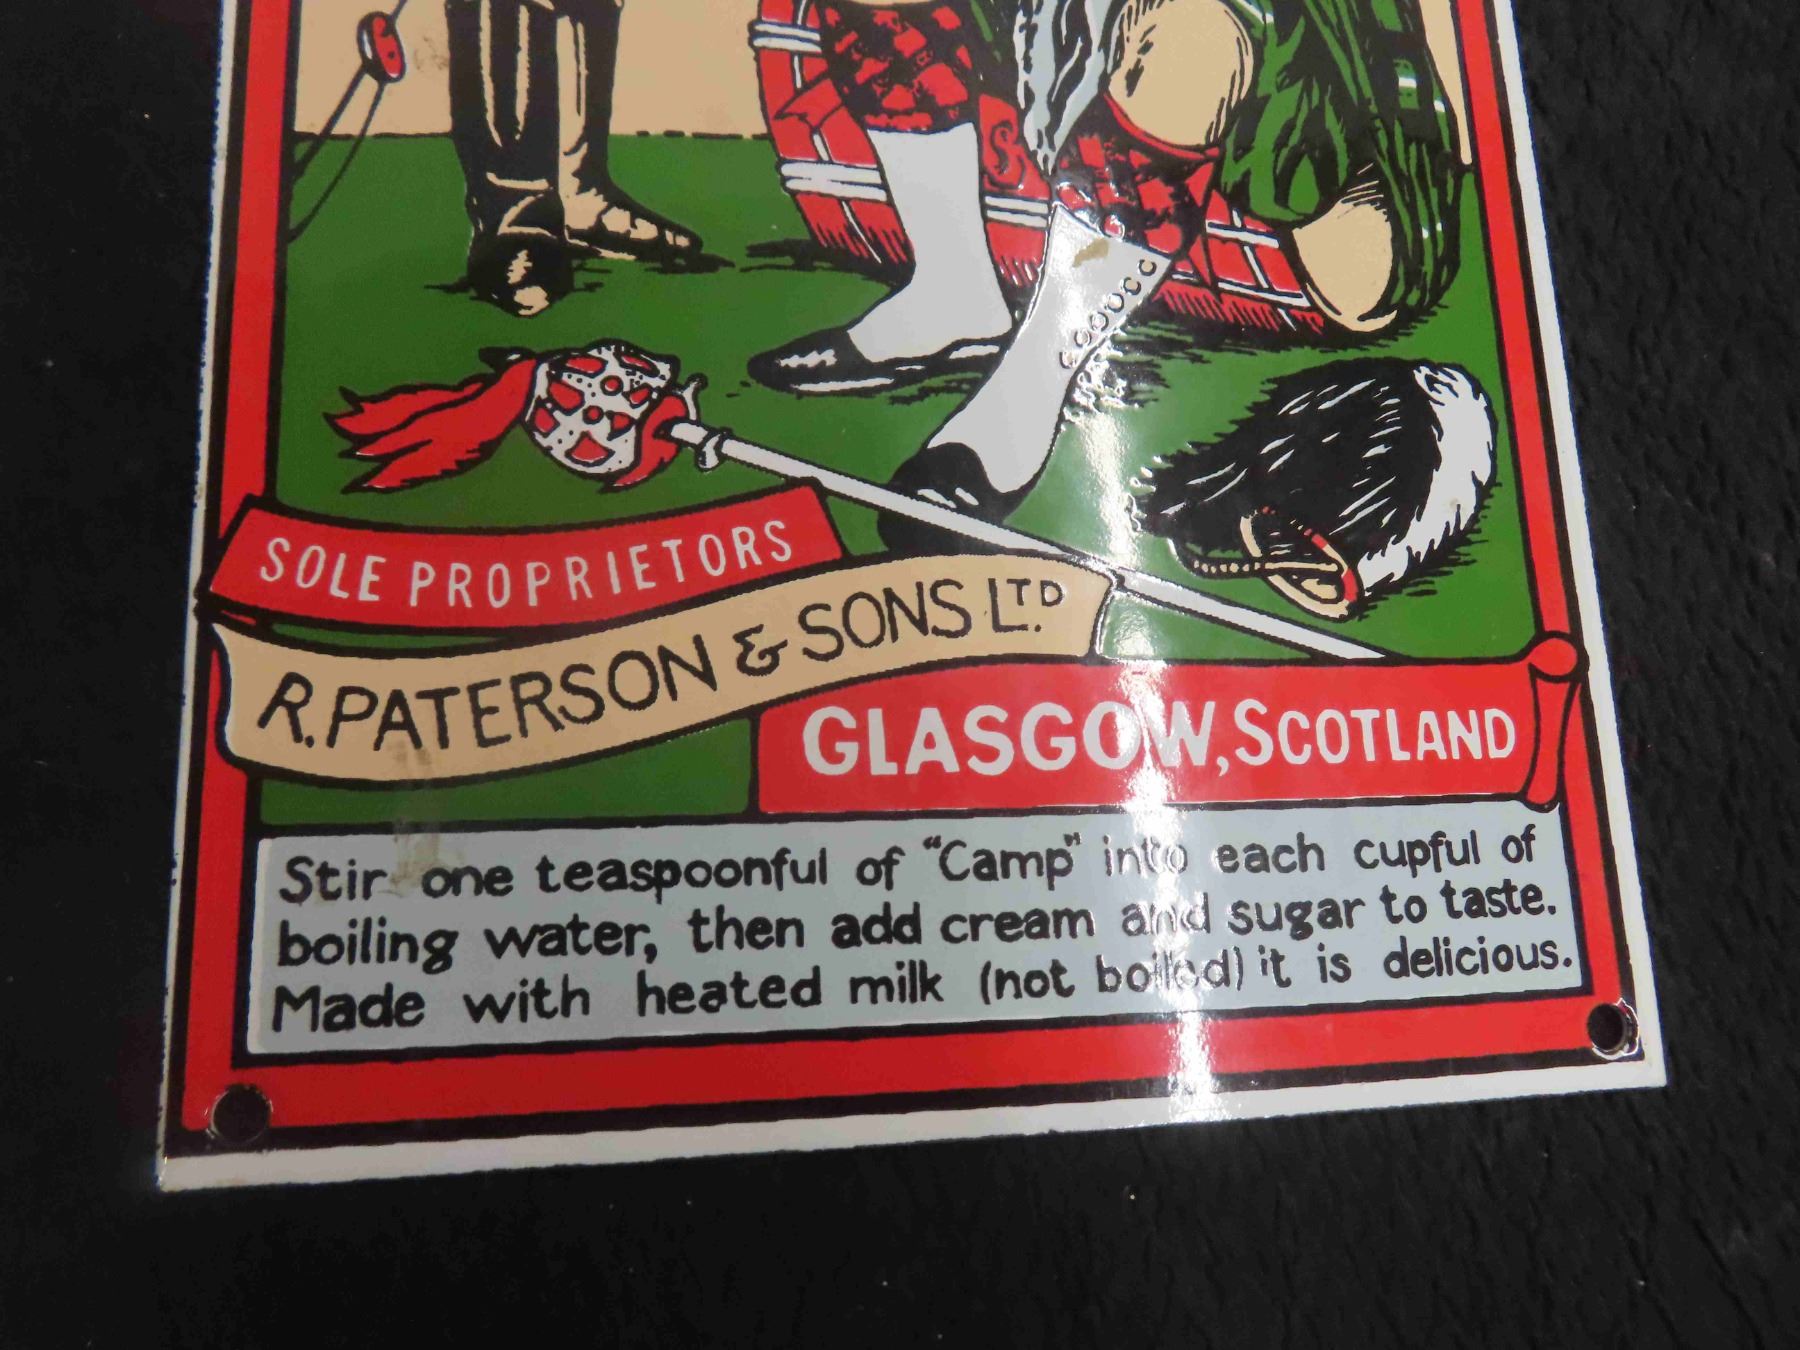 SOLE PROPRIETORS
R. PATERSON & SONS LTD.
GLASGOW, SCOTLAND
Stir one teaspoonful of "Camp" into each cupful of
boiling water, then add cream and sugar to taste.
Made with heated milk (not boiled) it is delicious.